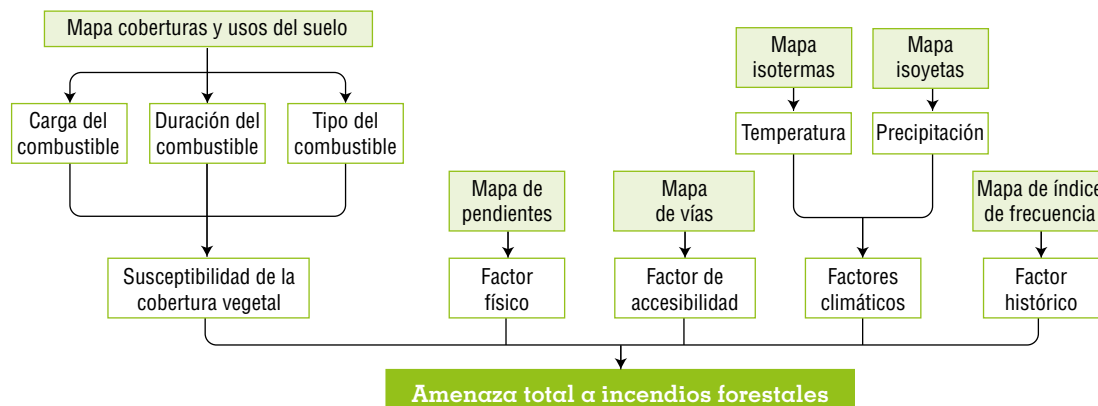 Mapa coberturas y usos del suelo
Carga del
combustible
Duración del
combustible
Tipo del
combustible
Susceptibilidad de la
cobertura vegetal
Mapa de
pendientes
Factor
físico
Mapa
de vías
Factor de
accesibilidad
Mapa
isotermas
Temperatura
Mapa
isoyetas
Precipitación
Factores
climáticos
Mapa de índice
de frecuencia
Factor
histórico
Amenaza total a incendios forestales